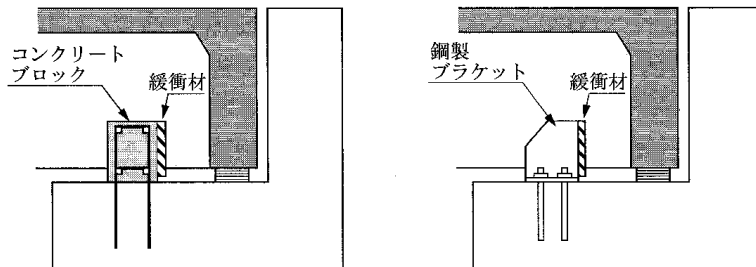 コンクリート
ブロック
緩衝材
鋼製
ブラケット
緩衝材